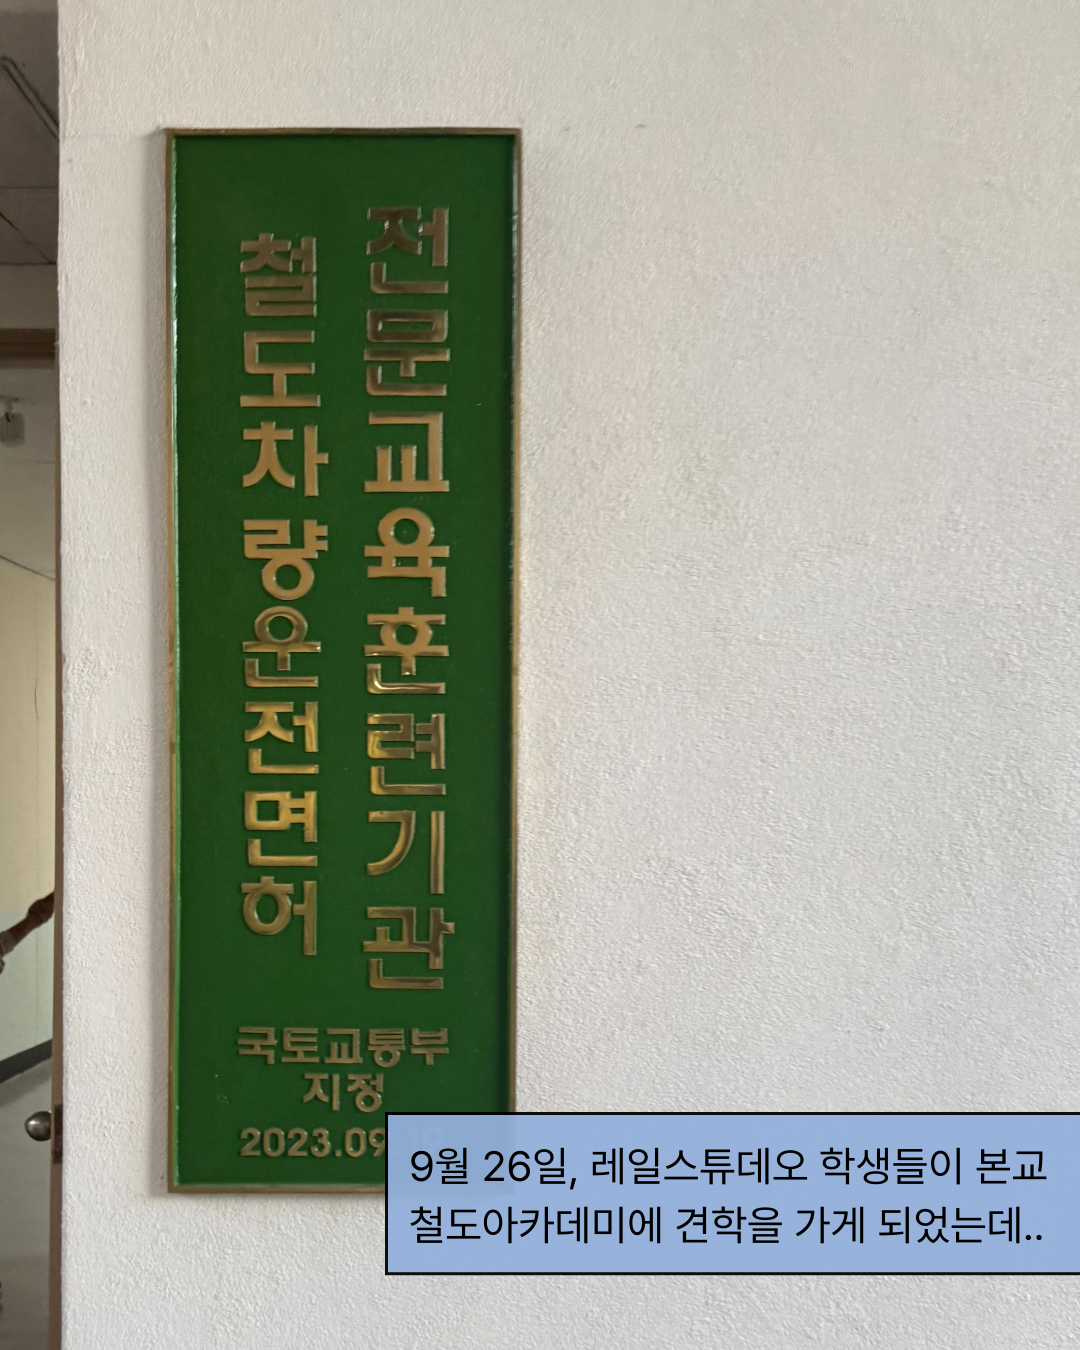 철도차량운전면허
전문교육훈련기관
국토교통부
지정
2023.09
9월 26일, 레일스튜데오 학생들이 본교
철도아카데미에 견학을 가게 되었는데..